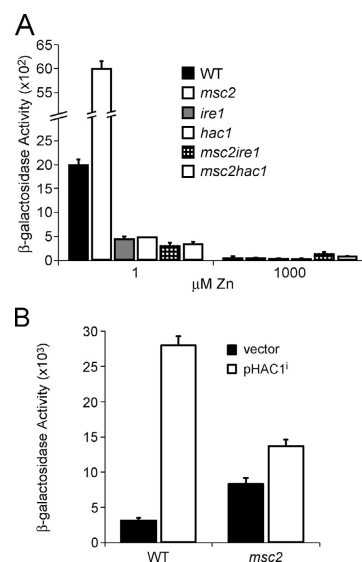 A
β-galactosidase Activity (x10²)
65
60
55
50
20
15
10
5
0
WT
msc2
ire1
hac1
msc2ire1
msc2hac1
1
1000
μM Zn
B
β-galactosidase Activity (x10³)
30
25
20
15
10
5
0
vector
pHAC1ⁱ
WT
msc2